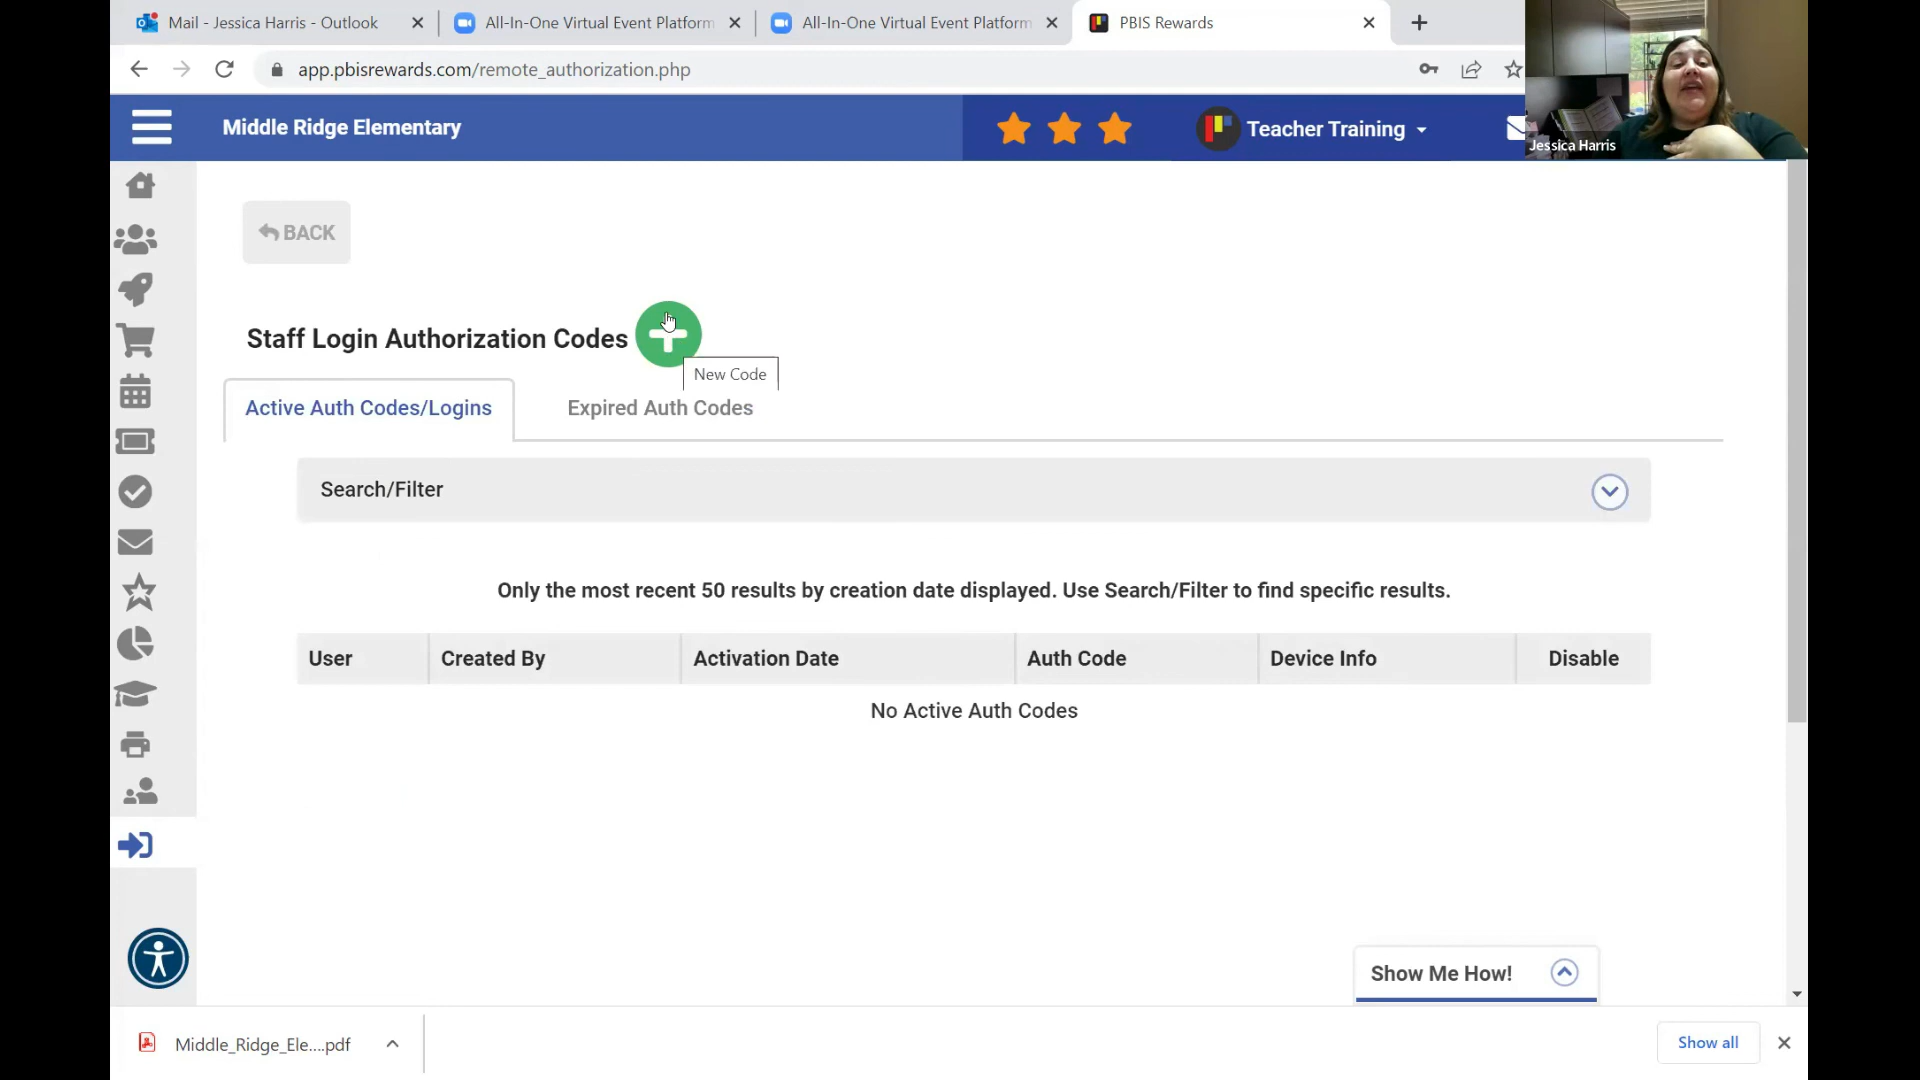 Mail - Jessica Harris - Outlook
All-In-One Virtual Event Platform
All-In-One Virtual Event Platform
PBIS Rewards
app.pbisrewards.com/remote_authorization.php
Middle Ridge Elementary
Teacher Training
Jessica Harris
BACK
Staff Login Authorization Codes
New Code
Active Auth Codes/Logins
Expired Auth Codes
Search/Filter
Only the most recent 50 results by creation date displayed. Use Search/Filter to find specific results.
User Created By Activation Date Auth Code Device Info Disable
No Active Auth Codes
Show Me How!
Middle_Ridge_Ele....pdf
Show all